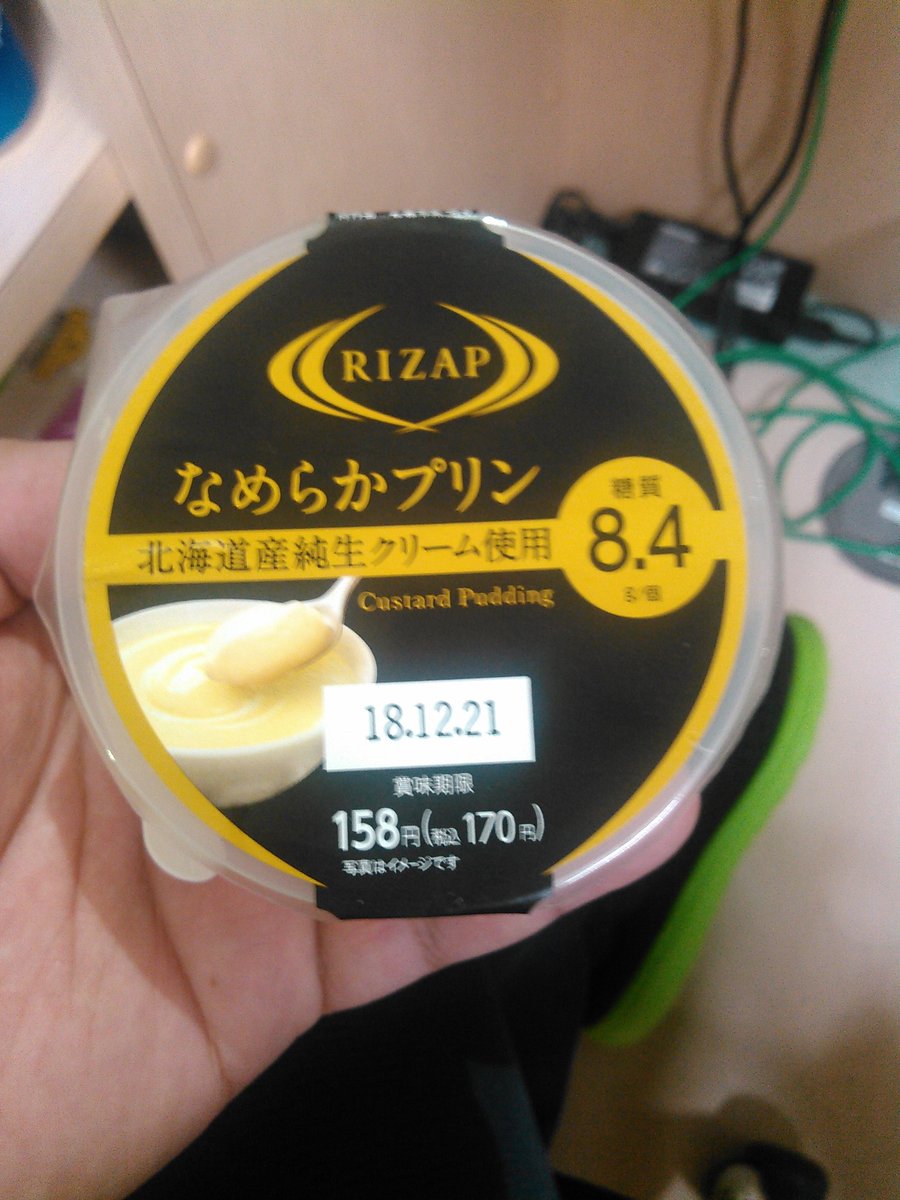 RIZAP
なめらかプリン
北海道産純生クリーム使用
糖質
8.4
g/個
Custard Pudding
18.12.21
賞味期限
158円(税込170円)
写真はイメージです